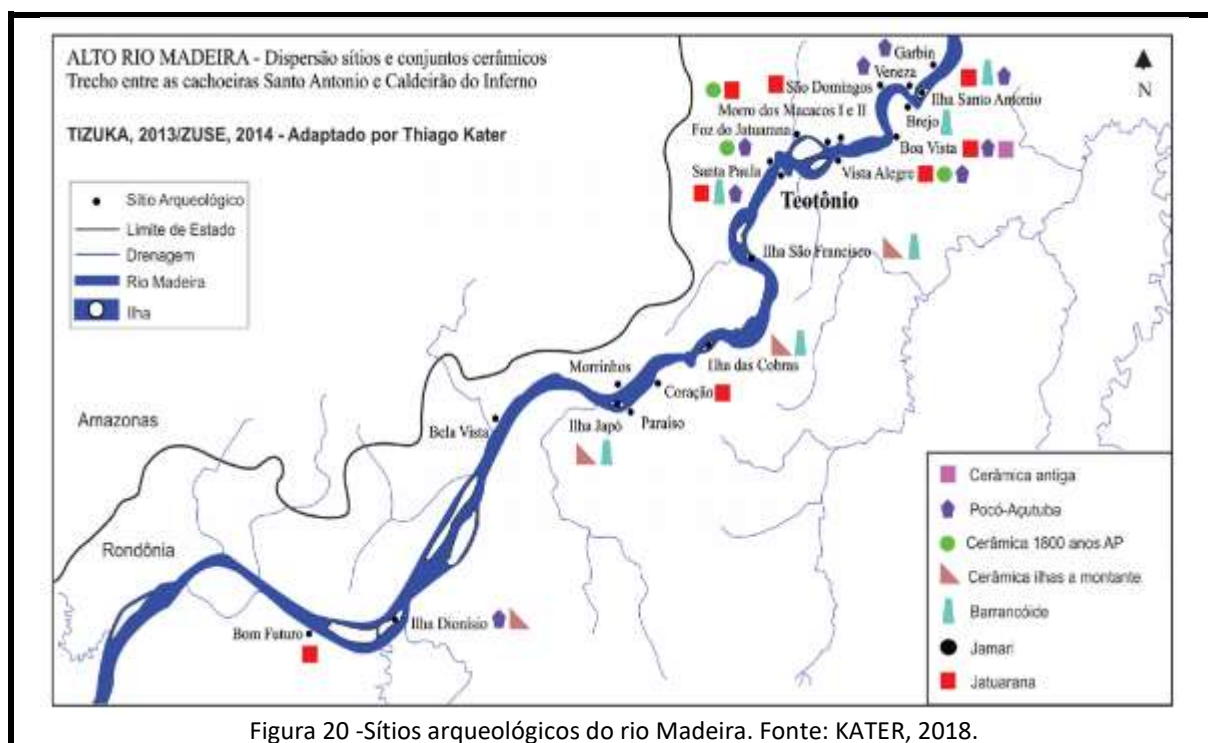 ALTO RIO MADEIRA - Dispersão sítios e conjuntos cerâmicos
Trecho entre as cachoeiras Santo Antonio e Caldeirão do Inferno
TIZUKA, 2013/ZUSE, 2014 - Adaptado por Thiago Kater
Sítio Arqueológico
Limite de Estado
Drenagem
Rio Madeira
Ilha
Garbin
Veneza
N
São Domingos
Ilha Santo Antonio
Morro dos Macacos I e II
Brejo
Foz do Jatuarana
Boa Vista
Santa Paula
Vista Alegre
Teotônio
Ilha São Francisco
Ilha das Cobras
Morrinhos
Coração
Amazonas
Bela Vista
Ilha Japó
Paraíso
Rondônia
Ilha Dionísio
Bom Futuro
Cerâmica antiga
Pocó-Açutuba
Cerâmica 1800 anos AP
Cerâmica ilhas a montante
Barrancóide
Jamari
Jatuarana
Figura 20 -Sítios arqueológicos do rio Madeira. Fonte: KATER, 2018.